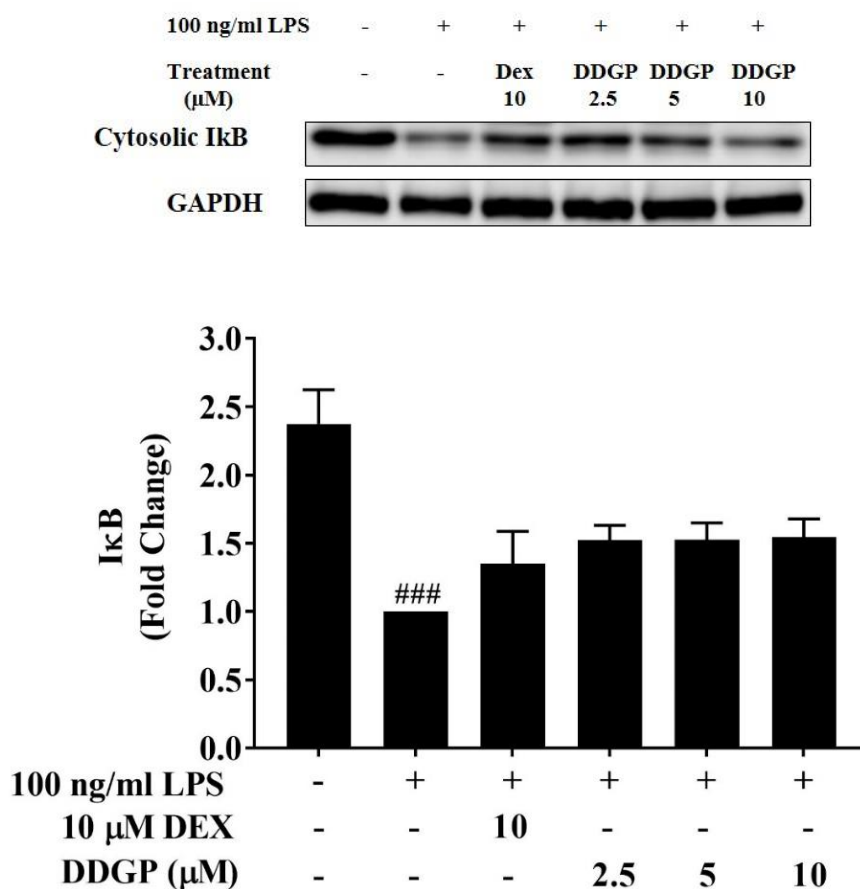 100 ng/ml LPS - + + + + +
Treatment - - Dex DDGP DDGP DDGP
(μM) 10 2.5 5 10
Cytosolic IkB
GAPDH
3.0
2.5
2.0
1.5
1.0
0.5
0.0
IκB
(Fold Change)
###
100 ng/ml LPS - + + + + +
10 μM DEX - - 10 - - -
DDGP (μM) - - - 2.5 5 10